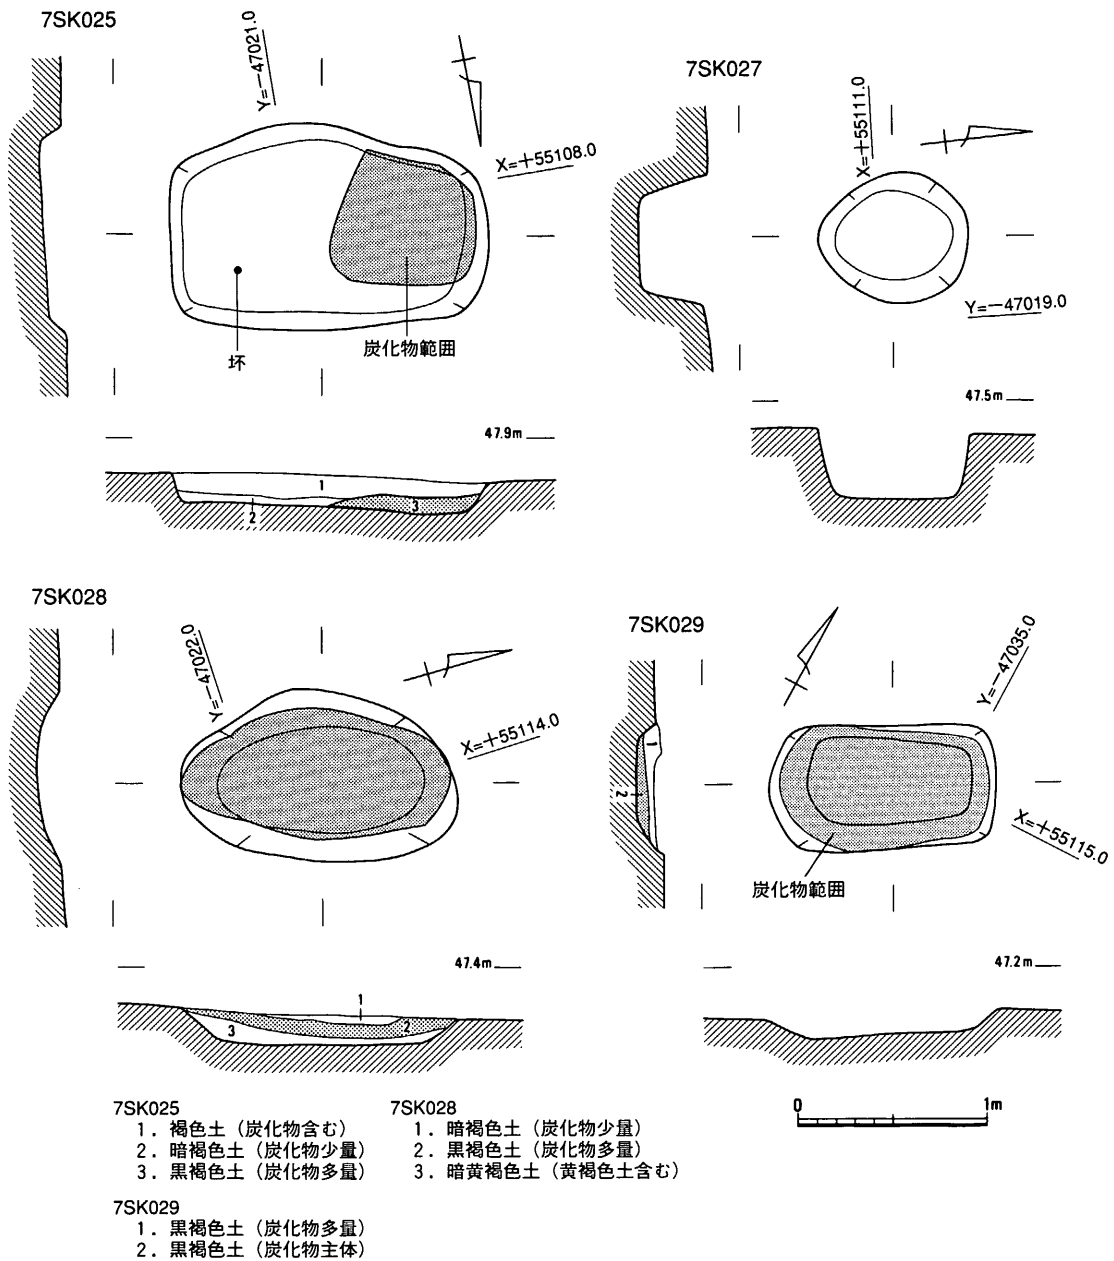 7SK025
Y=−47021.0
X=＋55108.0
坏
炭化物範囲
47.9m
1
2
3
7SK027
X=＋55111.0
Y=−47019.0
47.5m
7SK028
Y=−47022.0
X=＋55114.0
47.4m
1
2
3
7SK029
Y=−47035.0
X=＋55115.0
1
2
炭化物範囲
47.2m
0 1m
7SK025
1．褐色土（炭化物含む）
2．暗褐色土（炭化物少量）
3．黒褐色土（炭化物多量）
7SK028
1．暗褐色土（炭化物少量）
2．黒褐色土（炭化物多量）
3．暗黄褐色土（黄褐色土含む）
7SK029
1．黒褐色土（炭化物多量）
2．黒褐色土（炭化物主体）